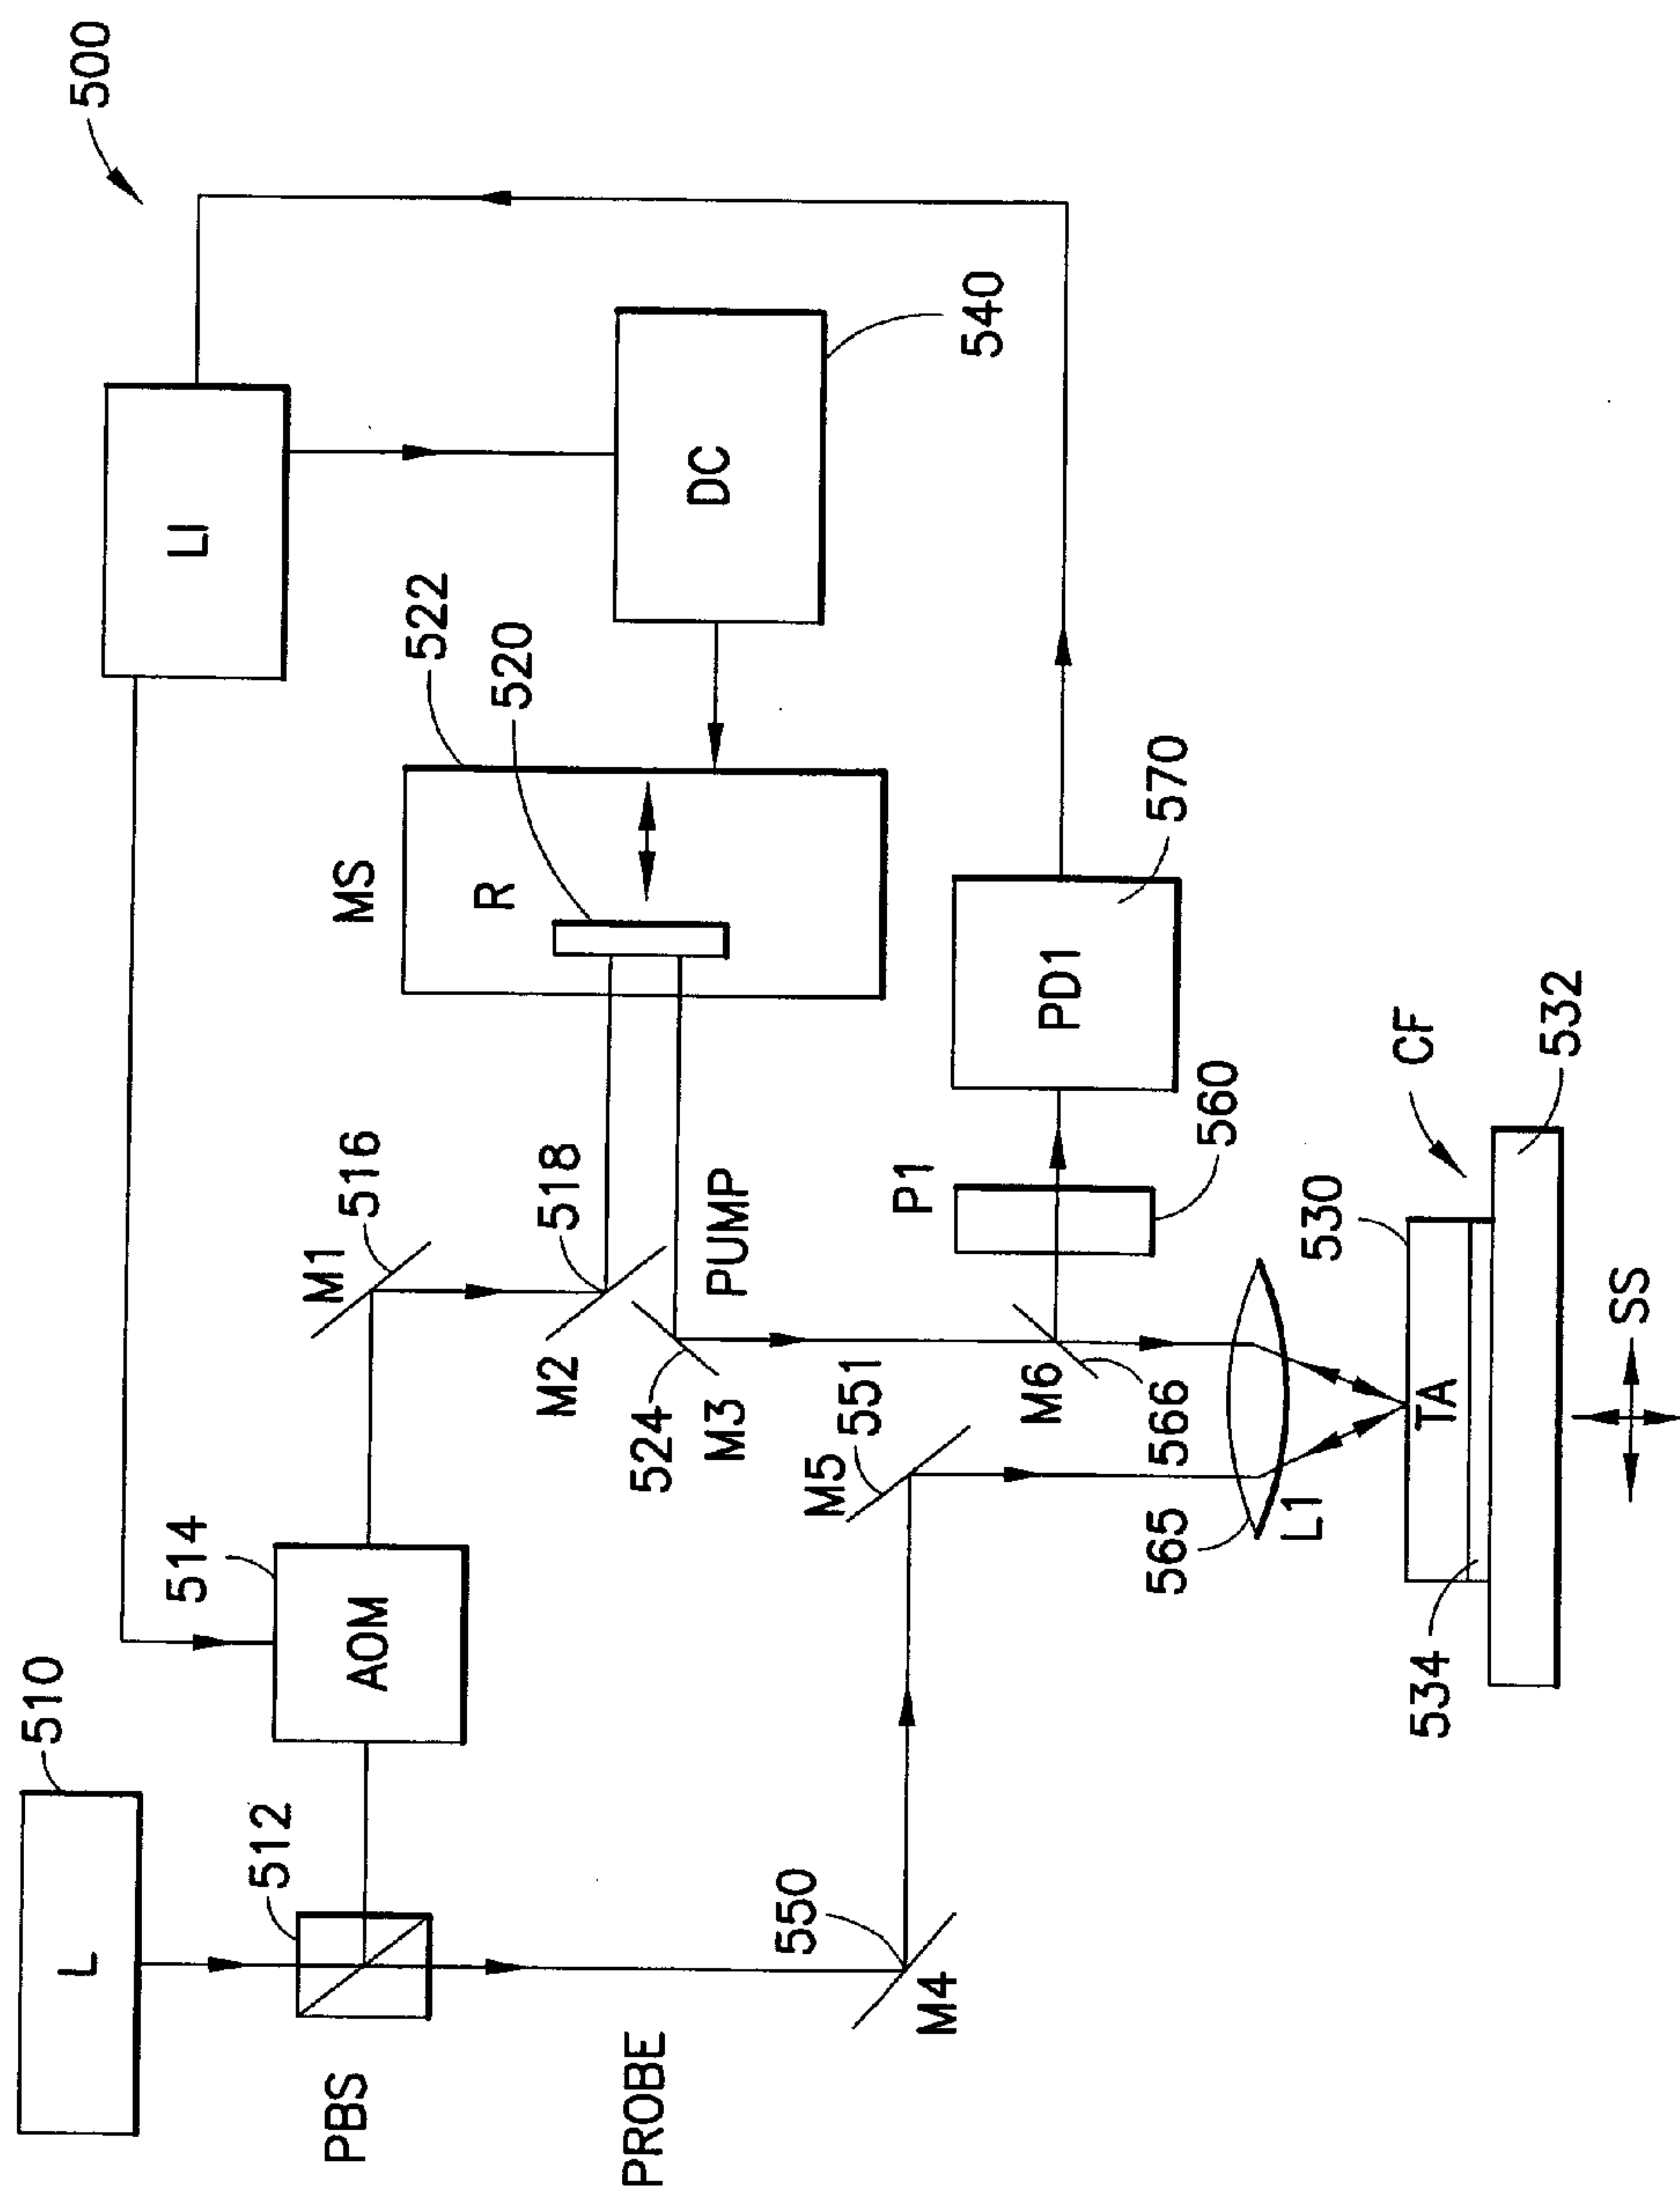 500
LI
522
520
540
DC
MS
R
516
M1
518
M2
PUMP
524
M3
514
AOM
510
L
512
PBS
PROBE
550
M4
M5
551
M6
566
565
L1
P1
560
PD1
570
530
CF
532
TA
534
SS